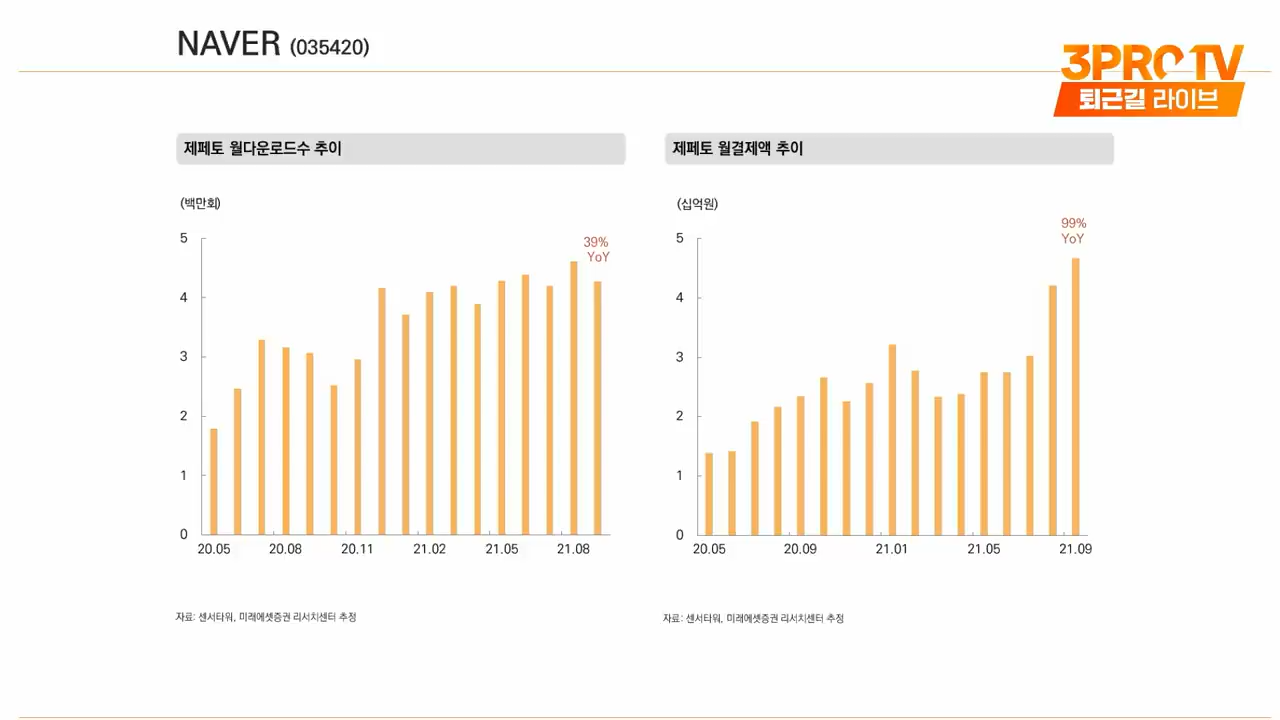 NAVER (035420)
3PROTV
퇴근길 라이브
제페토 월다운로드수 추이
(백만회)
5
4
3
2
1
0
39%
YoY
20.05 20.08 20.11 21.02 21.05 21.08
자료: 센서타워, 미래에셋증권 리서치센터 추정
제페토 월결제액 추이
(십억원)
5
4
3
2
1
0
99%
YoY
20.05 20.09 21.01 21.05 21.09
자료: 센서타워, 미래에셋증권 리서치센터 추정